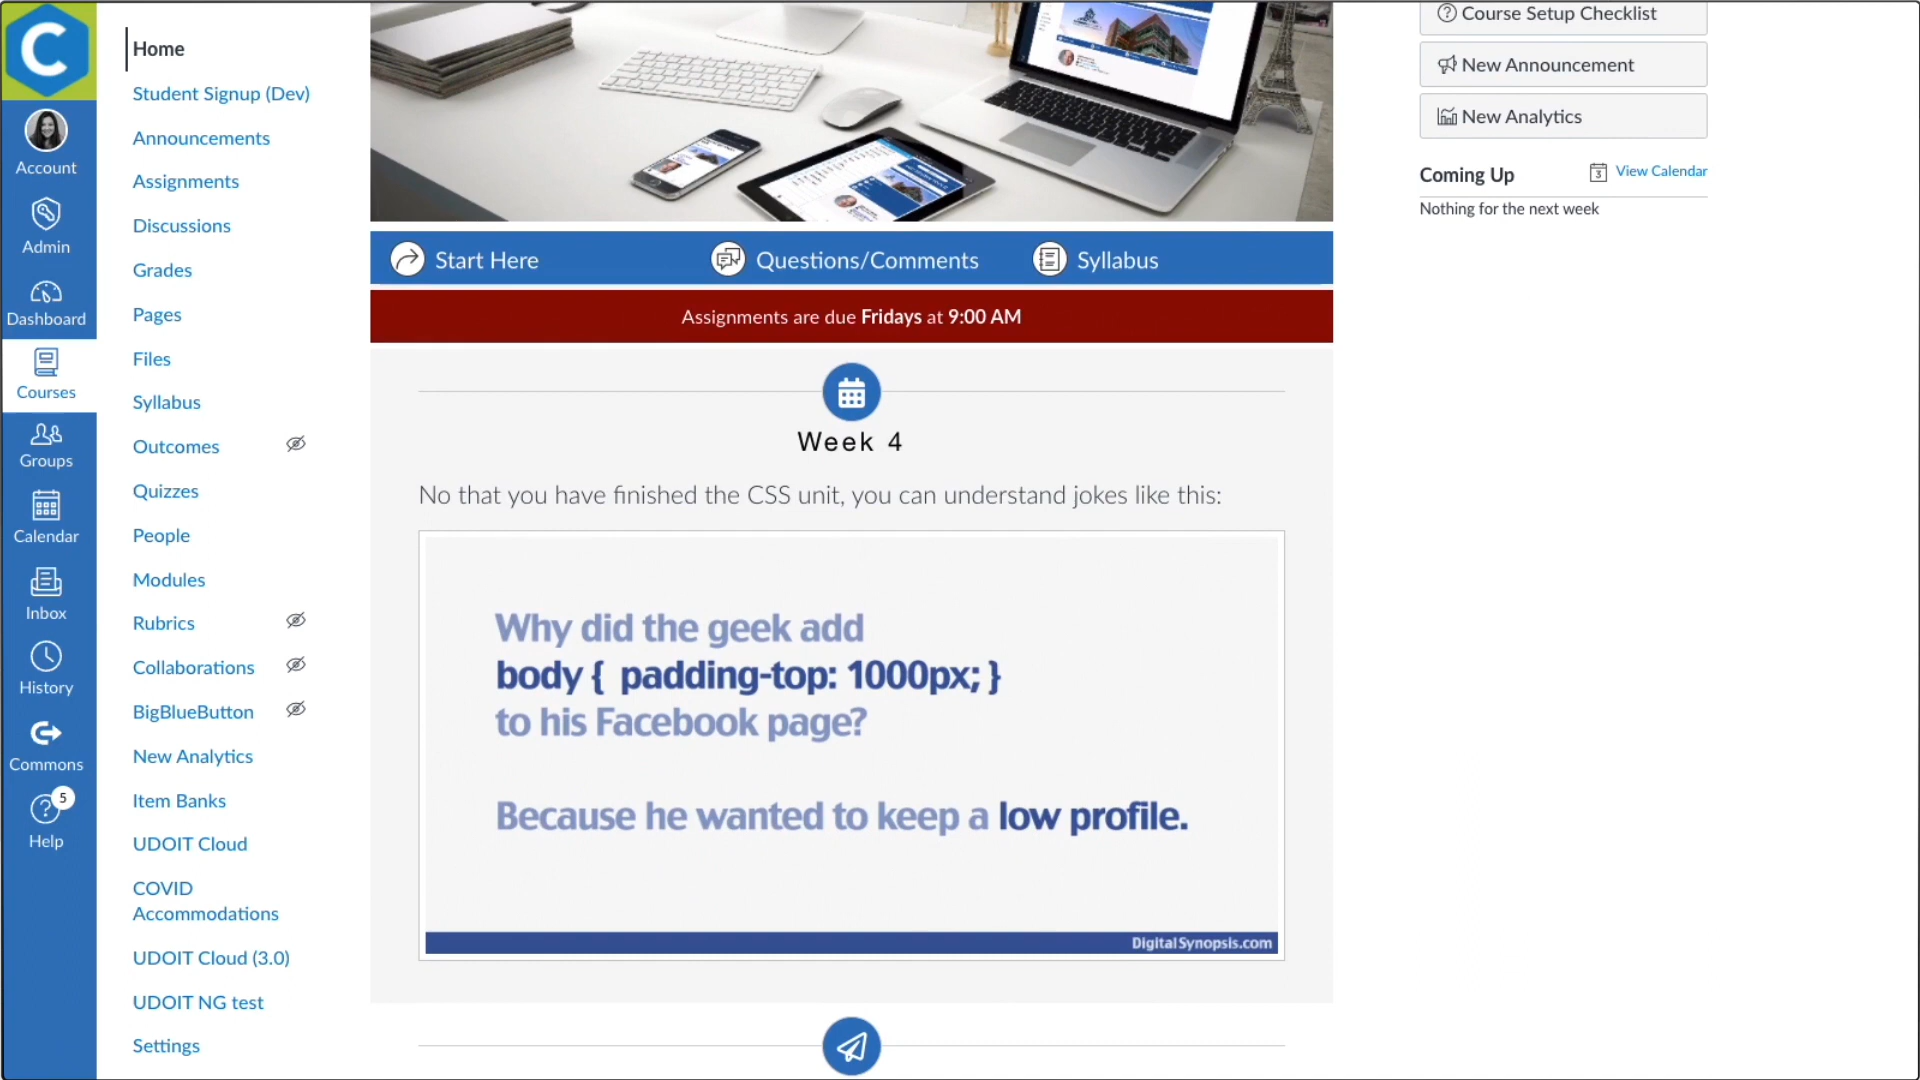 Account
Admin
Dashboard
Courses
Groups
Calendar
Inbox
History
Commons
5
Help
Home
Student Signup (Dev)
Announcements
Assignments
Discussions
Grades
Pages
Files
Syllabus
Outcomes
Quizzes
People
Modules
Rubrics
Collaborations
BigBlueButton
New Analytics
Item Banks
UDOIT Cloud
COVID
Accommodations
UDOIT Cloud (3.0)
UDOIT NG test
Settings
Start Here
Questions/Comments
Syllabus
Assignments are due Fridays at 9:00 AM
Week 4
No that you have finished the CSS unit, you can understand jokes like this:
Why did the geek add
body { padding-top: 1000px; }
to his Facebook page?
Because he wanted to keep a low profile.
DigitalSynopsis.com
Course Setup Checklist
New Announcement
New Analytics
Coming Up
3
View Calendar
Nothing for the next week